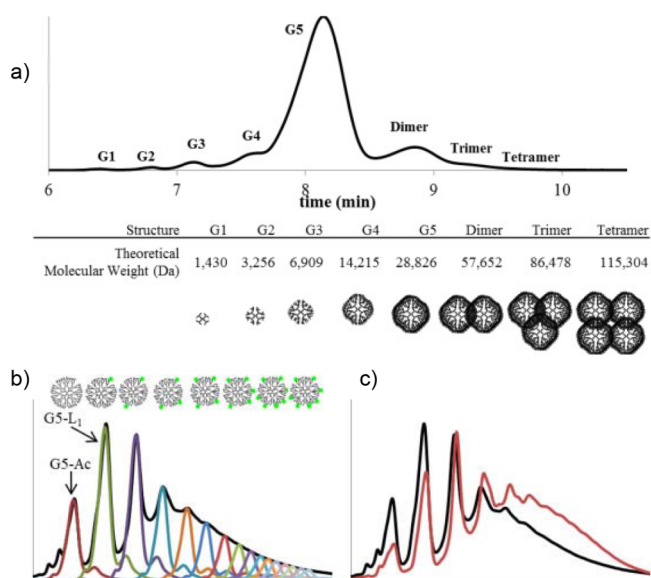 a)
G1
G2
G3
G4
G5
Dimer
Trimer
Tetramer
6 7 8 9 10
time (min)
Structure G1 G2 G3 G4 G5 Dimer Trimer Tetramer
Theoretical
Molecular Weight (Da) 1,430 3,256 6,909 14,215 28,826 57,652 86,478 115,304
b)
G5-L₁
G5-Ac
c)